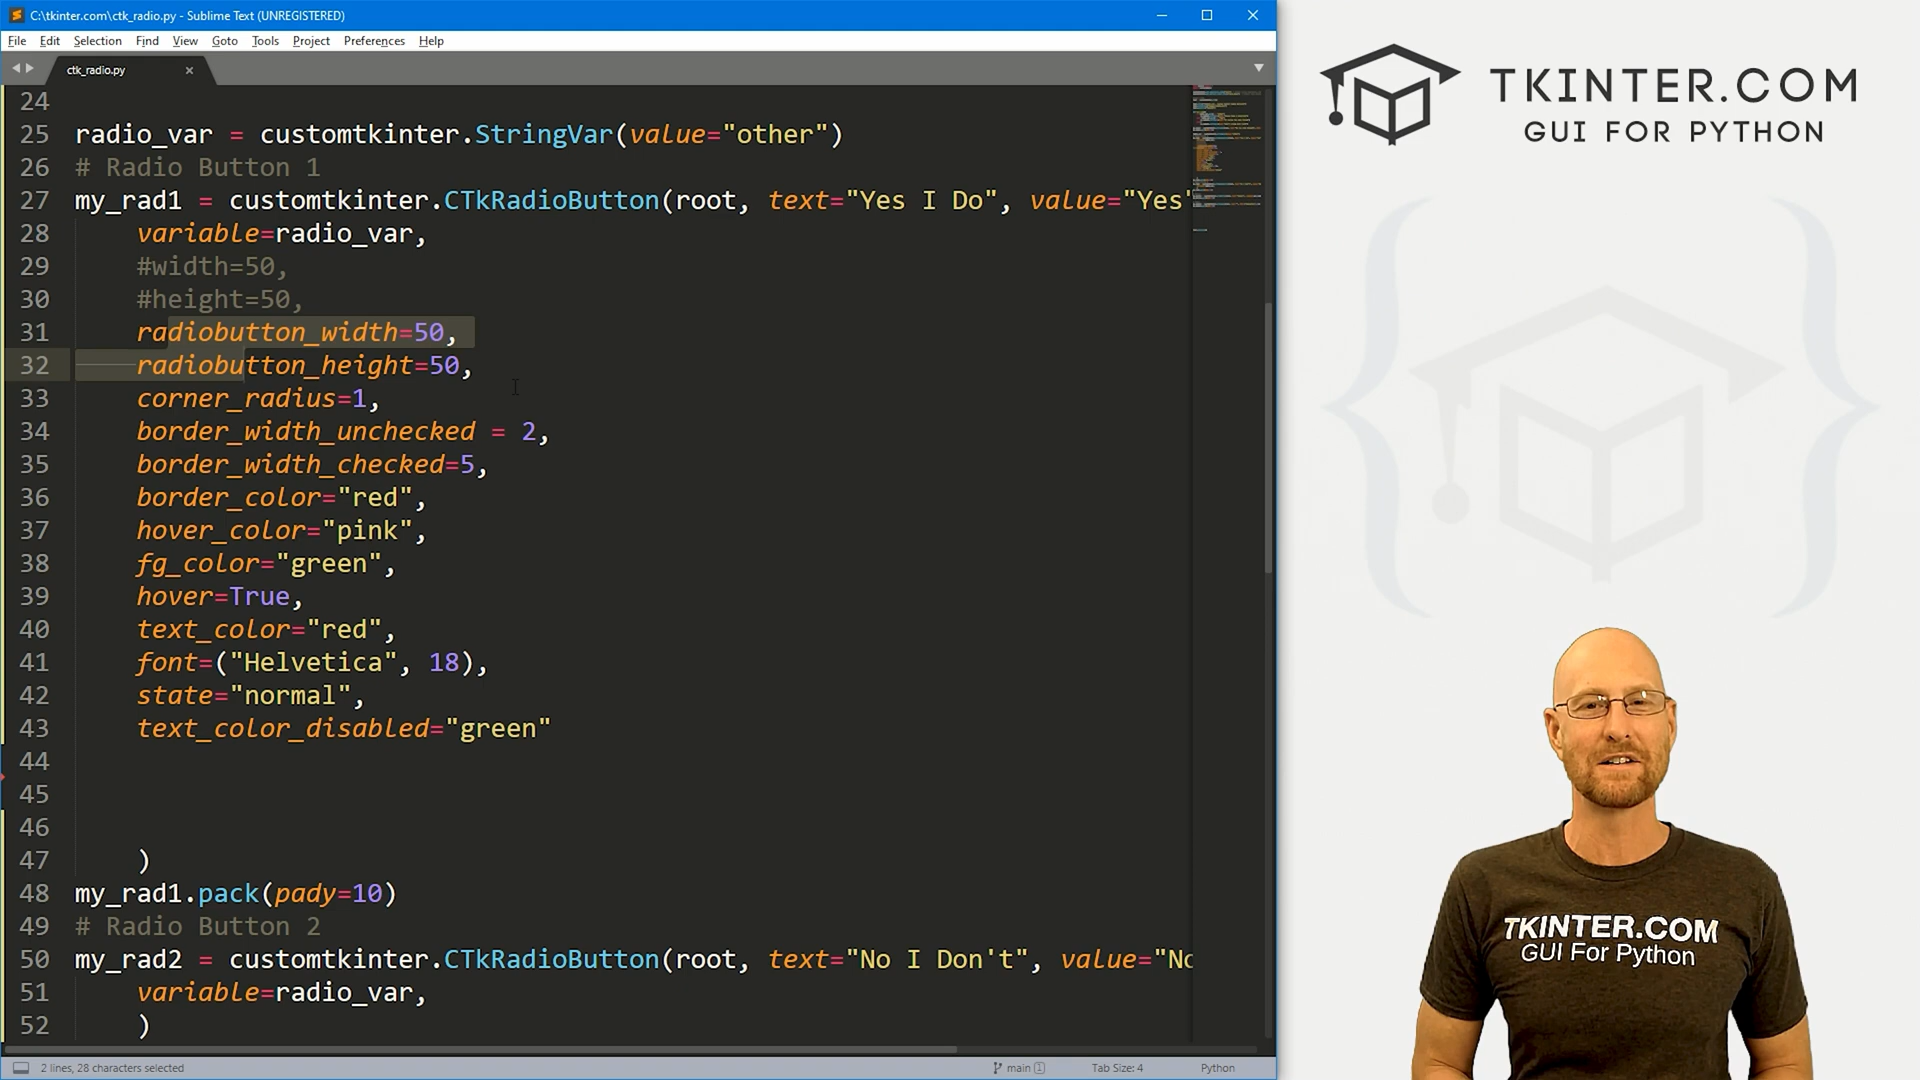 C:\tkinter.com\ctk_radio.py - Sublime Text (UNREGISTERED)
File Edit Selection Find View Goto Tools Project Preferences Help
ctk_radio.py
24
25 radio_var = customtkinter.StringVar(value="other")
26 # Radio Button 1
27 my_rad1 = customtkinter.CTkRadioButton(root, text="Yes I Do", value="Yes"
28 variable=radio_var,
29 #width=50,
30 #height=50,
31 radiobutton_width=50,
32 radiobutton_height=50,
33 corner_radius=1,
34 border_width_unchecked = 2,
35 border_width_checked=5,
36 border_color="red",
37 hover_color="pink",
38 fg_color="green",
39 hover=True,
40 text_color="red",
41 font=("Helvetica", 18),
42 state="normal",
43 text_color_disabled="green"
44
45
46
47 )
48 my_rad1.pack(pady=10)
49 # Radio Button 2
50 my_rad2 = customtkinter.CTkRadioButton(root, text="No I Don't", value="No
51 variable=radio_var,
52 )
2 lines, 28 characters selected
main 1
Tab Size: 4
Python
TKINTER.COM
GUI FOR PYTHON
TKINTER.COM
GUI For Python